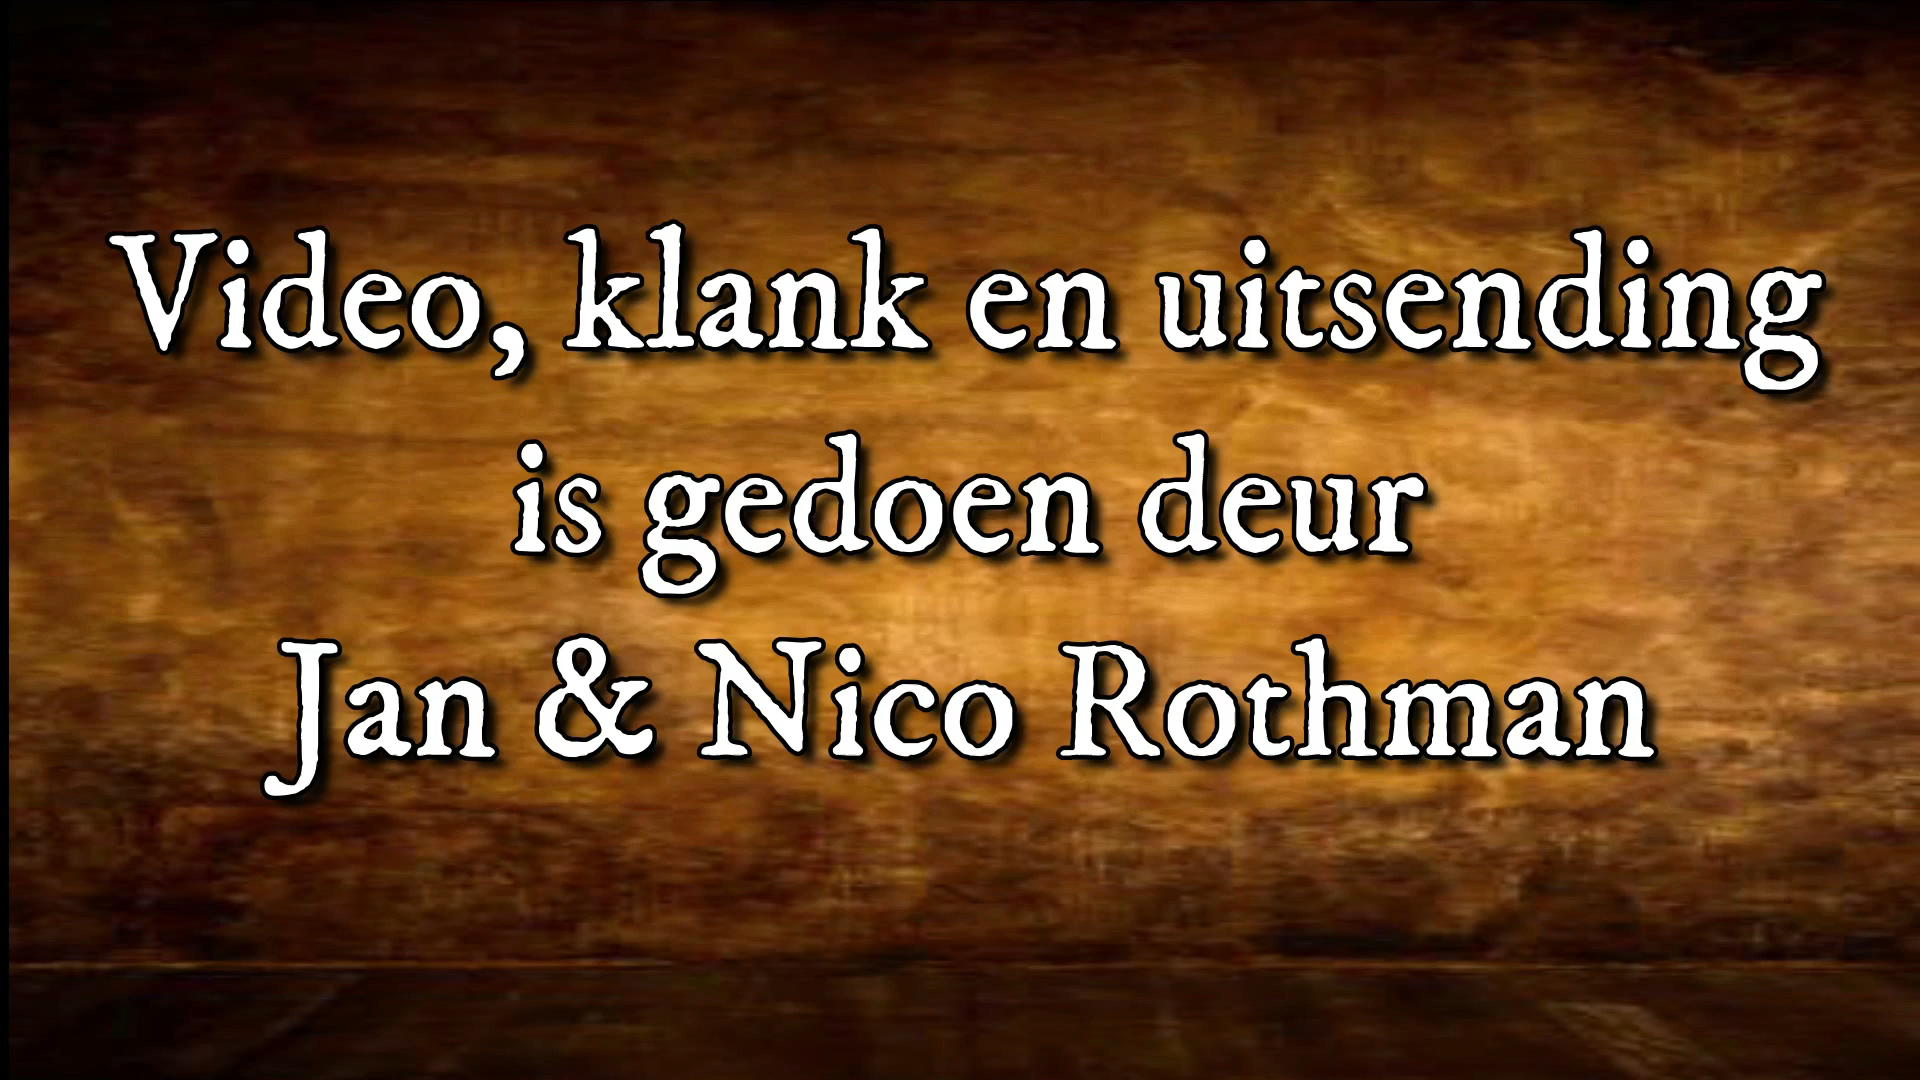 Video, klank en uitsending
is gedoen deur
Jan & Nico Rothman